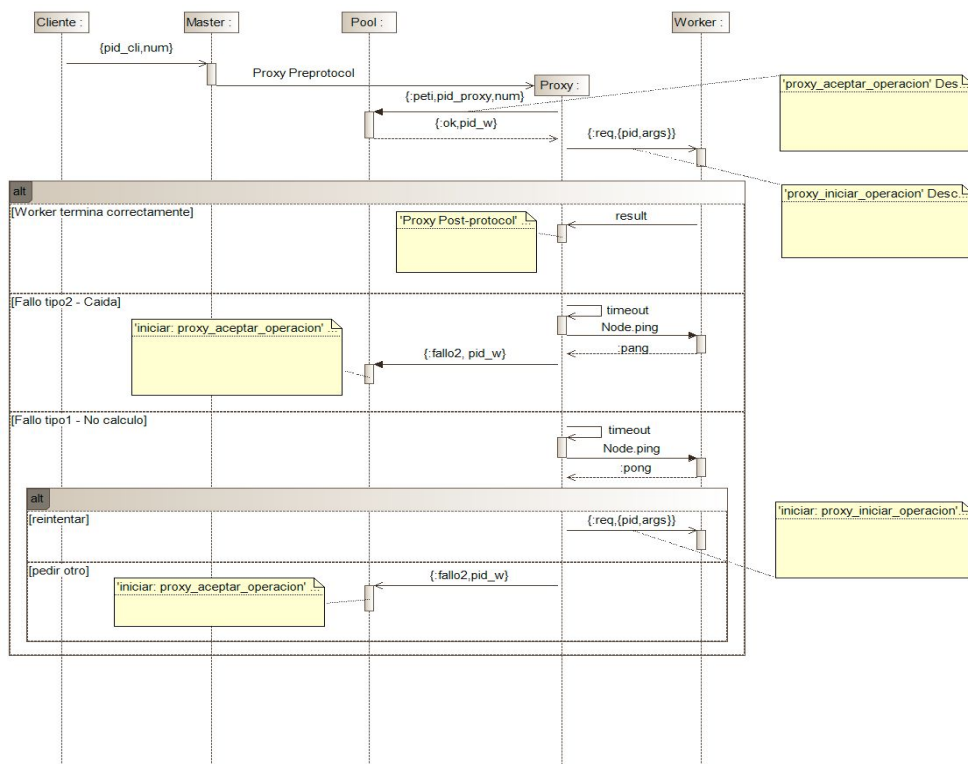 Cliente :
Master :
Pool :
Worker :
{pid_cli,num}
Proxy Preprotocol
Proxy :
'proxy_aceptar_operacion' Des...
{:peti,pid_proxy,num}
{:ok,pid_w}
{:req,{pid,args}}
alt
'proxy_iniciar_operacion' Desc...
[Worker termina correctamente]
'Proxy Post-protocol' ...
result
[Fallo tipo2 - Caida]
timeout
'iniciar: proxy_aceptar_operacion' ...
Node.ping
{:fallo2, pid_w}
:pang
[Fallo tipo1 - No calculo]
timeout
Node.ping
:pong
alt
[reintentar]
{:req,{pid,args}}
'iniciar: proxy_iniciar_operacion'...
[pedir otro]
{:fallo2,pid_w}
'iniciar: proxy_aceptar_operacion' ...